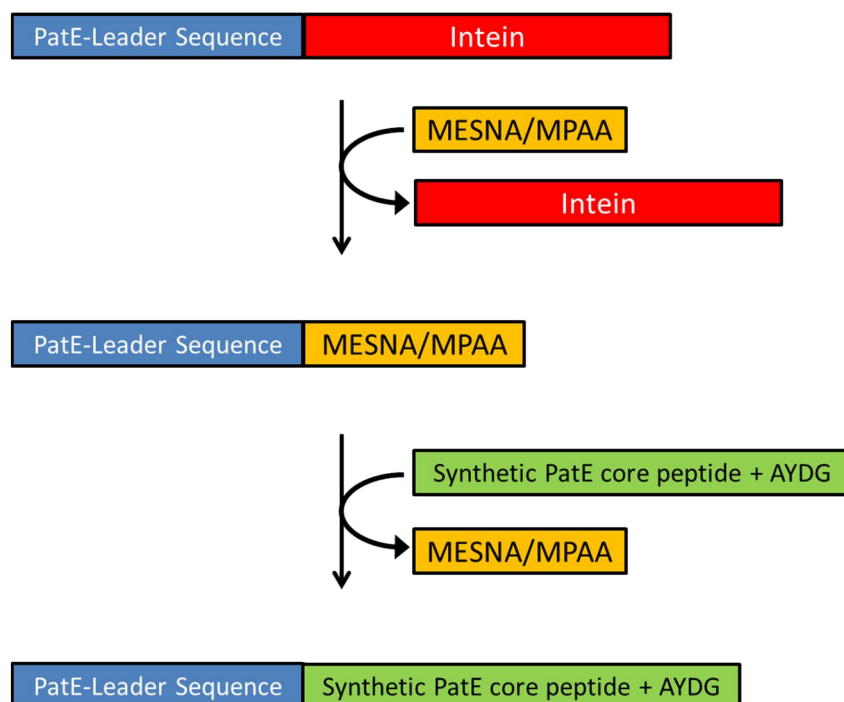 PatE-Leader Sequence Intein
MESNA/MPAA
Intein
PatE-Leader Sequence MESNA/MPAA
Synthetic PatE core peptide + AYDG
MESNA/MPAA
PatE-Leader Sequence Synthetic PatE core peptide + AYDG